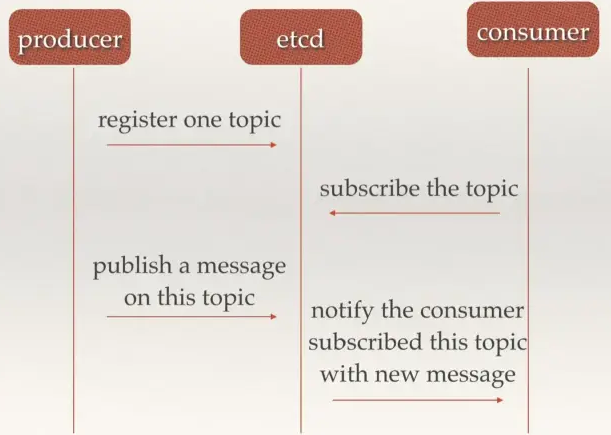 producer
etcd
consumer
register one topic
subscribe the topic
publish a message
on this topic
notify the consumer
subscribed this topic
with new message